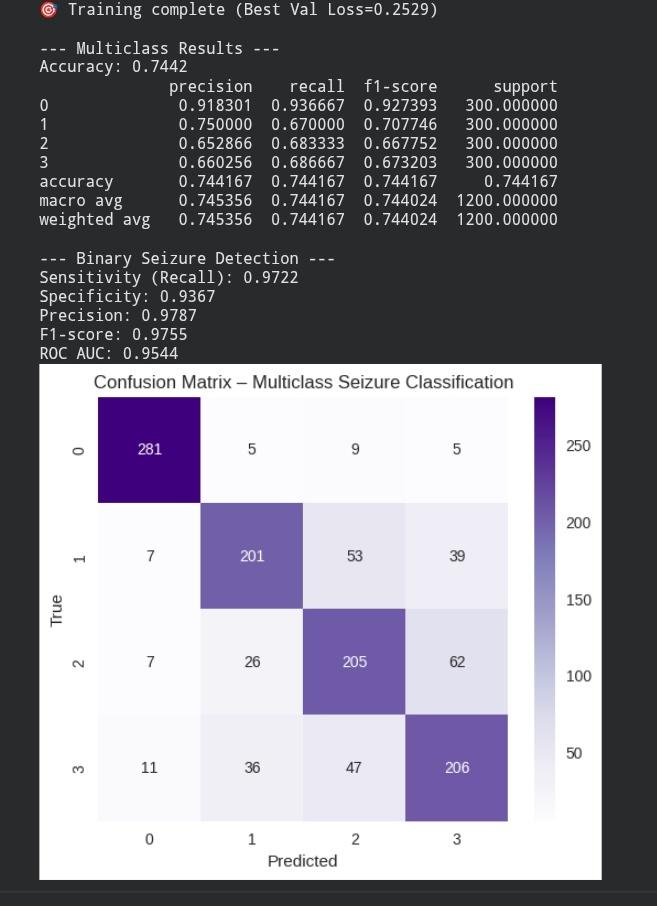 🎯 Training complete (Best Val Loss=0.2529)
--- Multiclass Results ---
Accuracy: 0.7442
precision recall f1-score support
0 0.918301 0.936667 0.927393 300.000000
1 0.750000 0.670000 0.707746 300.000000
2 0.652866 0.683333 0.667752 300.000000
3 0.660256 0.686667 0.673203 300.000000
accuracy 0.744167 0.744167 0.744167 0.744167
macro avg 0.745356 0.744167 0.744024 1200.000000
weighted avg 0.745356 0.744167 0.744024 1200.000000
--- Binary Seizure Detection ---
Sensitivity (Recall): 0.9722
Specificity: 0.9367
Precision: 0.9787
F1-score: 0.9755
ROC AUC: 0.9544
Confusion Matrix – Multiclass Seizure Classification
0 281 5 9 5
1 7 201 53 39
2 7 26 205 62
3 11 36 47 206
0 1 2 3
Predicted
True
250
200
150
100
50